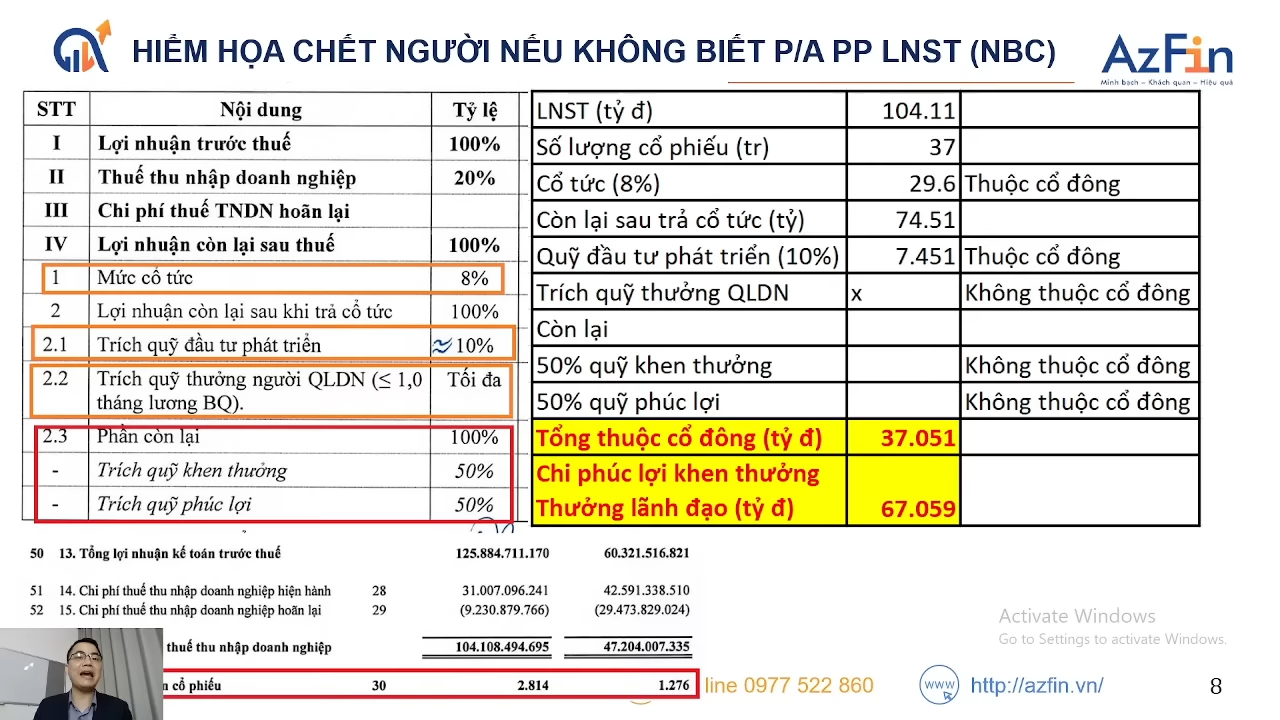 HIỂM HỌA CHẾT NGƯỜI NẾU KHÔNG BIẾT P/A PP LNST (NBC)
AzFin
Minh bạch – Khách quan – Hiệu quả
STT Nội dung Tỷ lệ
I Lợi nhuận trước thuế 100%
II Thuế thu nhập doanh nghiệp 20%
III Chi phí thuế TNDN hoãn lại
IV Lợi nhuận còn lại sau thuế 100%
1 Mức cổ tức 8%
2 Lợi nhuận còn lại sau khi trả cổ tức 100%
2.1 Trích quỹ đầu tư phát triển ≈ 10%
2.2 Trích quỹ thưởng người QLDN (≤ 1,0 Tối đa
tháng lương BQ).
2.3 Phần còn lại 100%
- Trích quỹ khen thưởng 50%
- Trích quỹ phúc lợi 50%
LNST (tỷ đ) 104.11
Số lượng cổ phiếu (tr) 37
Cổ tức (8%) 29.6 Thuộc cổ đông
Còn lại sau trả cổ tức (tỷ) 74.51
Quỹ đầu tư phát triển (10%) 7.451 Thuộc cổ đông
Trích quỹ thưởng QLDN x Không thuộc cổ đông
Còn lại
50% quỹ khen thưởng Không thuộc cổ đông
50% quỹ phúc lợi Không thuộc cổ đông
Tổng thuộc cổ đông (tỷ đ) 37.051
Chi phúc lợi khen thưởng
Thưởng lãnh đạo (tỷ đ) 67.059
50 13. Tổng lợi nhuận kế toán trước thuế 125.884.711.170 60.321.516.821
51 14. Chi phí thuế thu nhập doanh nghiệp hiện hành 28 31.007.096.241 42.591.338.510
52 15. Chi phí thuế thu nhập doanh nghiệp hoãn lại 29 (9.230.879.766) (29.473.829.024)
thuế thu nhập doanh nghiệp 104.108.494.695 47.204.007.335
cổ phiếu 30 2.814 1.276
Activate Windows
Go to Settings to activate Windows.
line 0977 522 860 www http://azfin.vn/ 8